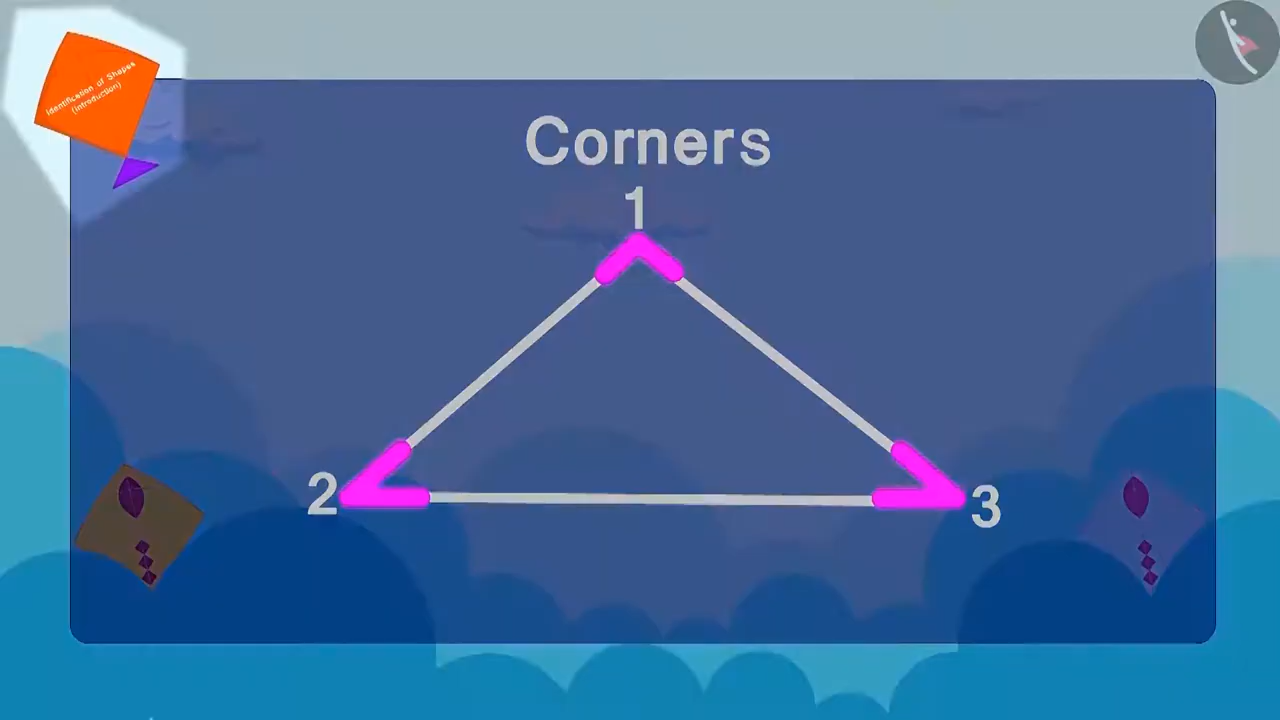 Identification of Shapes
(Introduction)
Corners
1
2
3